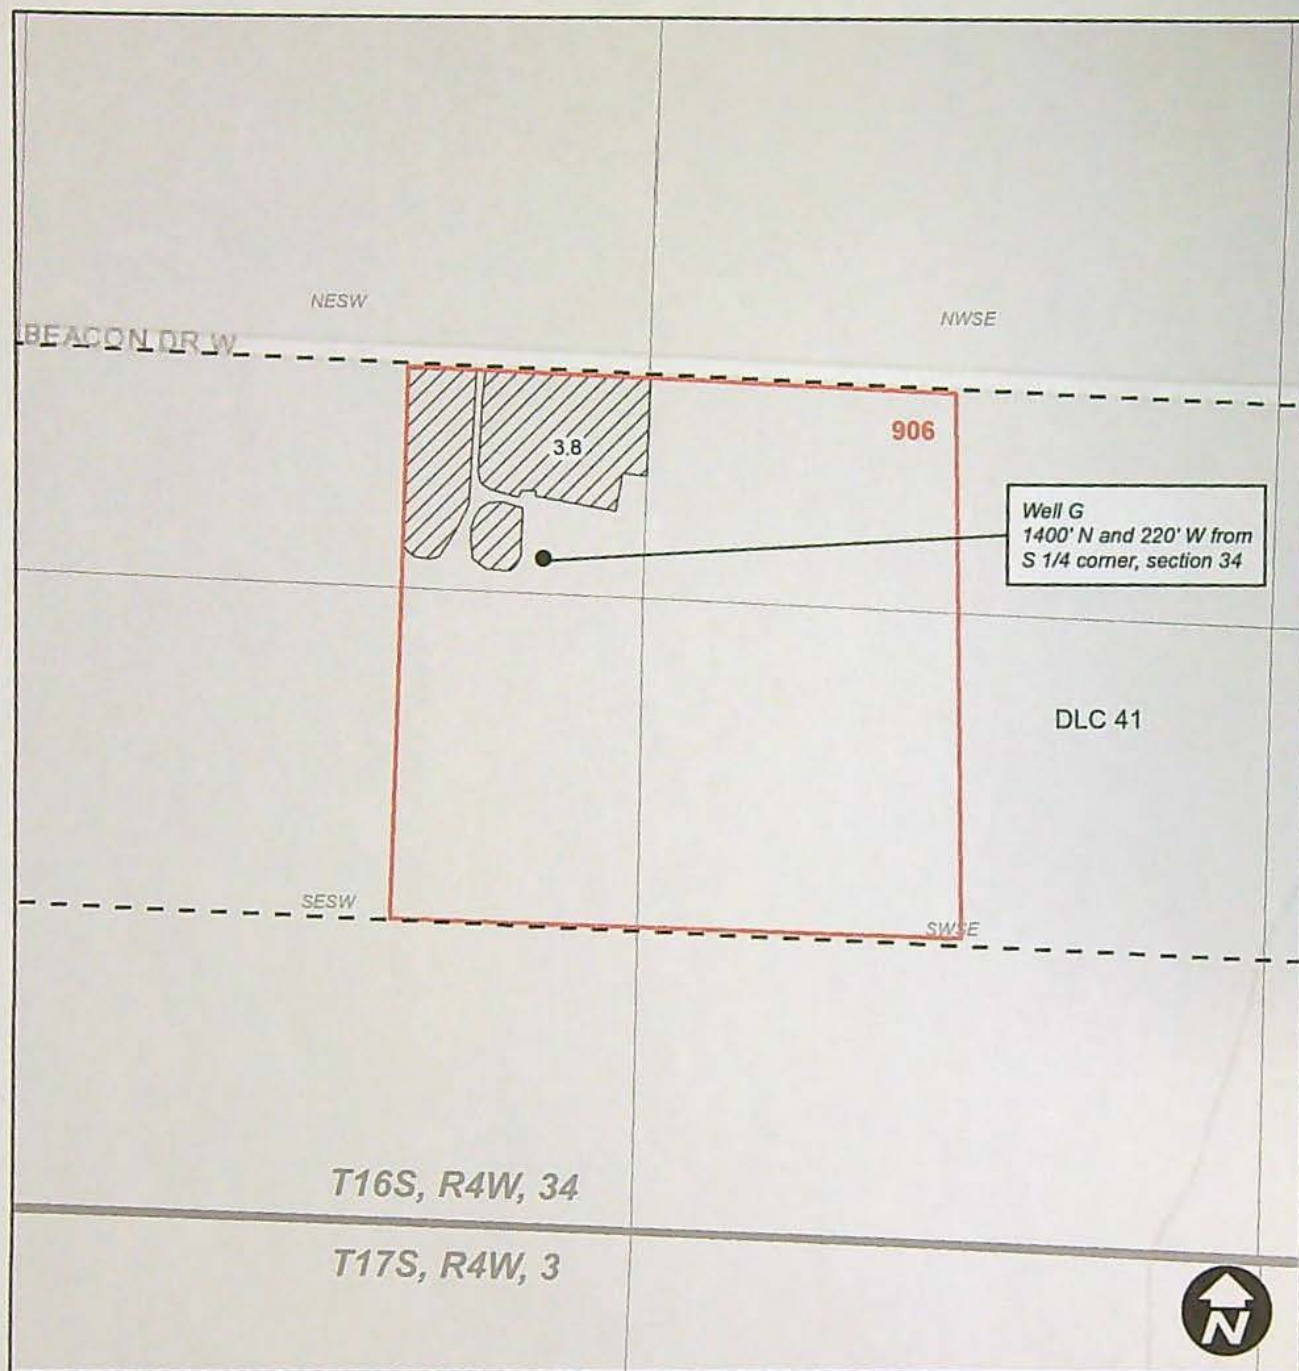 NESW
NWSE
BEACON DR W
906
3.8
Well G
1400' N and 220' W from
S 1/4 corner, section 34
DLC 41
SESW
SWSE
T16S, R4W, 34
T17S, R4W, 3
N